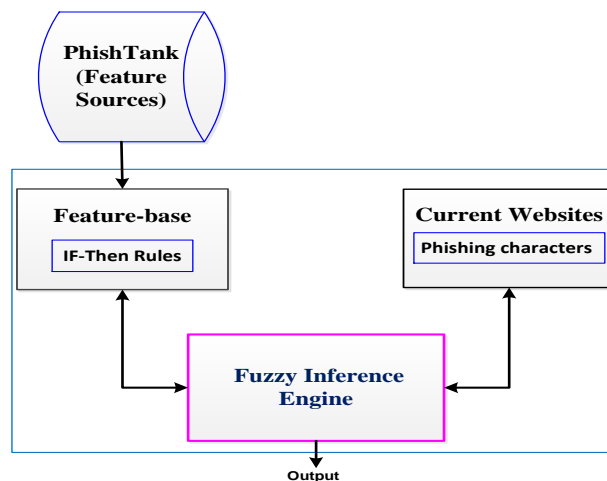 PhishTank
(Feature
Sources)
Feature-base
IF-Then Rules
Current Websites
Phishing characters
Fuzzy Inference
Engine
Output